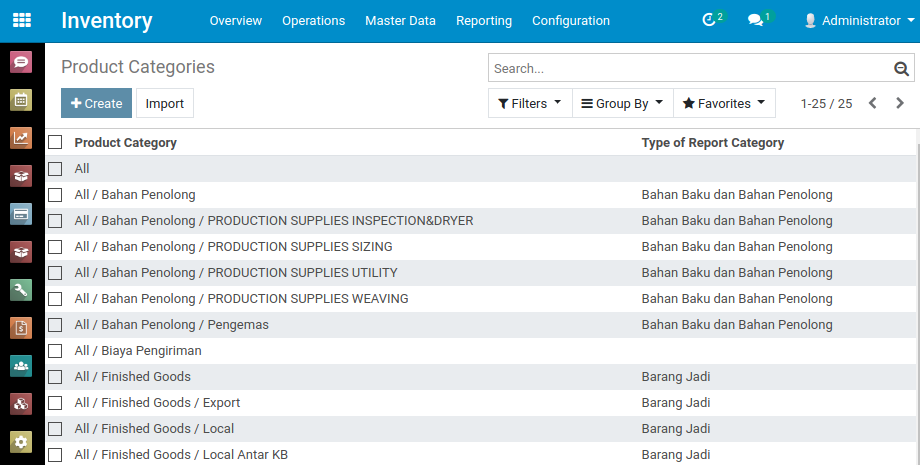 Inventory Overview Operations Master Data Reporting Configuration 2 1 Administrator
Product Categories Search...
Create Import Filters Group By Favorites 1-25 / 25
Product Category Type of Report Category
All
All / Bahan Penolong Bahan Baku dan Bahan Penolong
All / Bahan Penolong / PRODUCTION SUPPLIES INSPECTION&DRYER Bahan Baku dan Bahan Penolong
All / Bahan Penolong / PRODUCTION SUPPLIES SIZING Bahan Baku dan Bahan Penolong
All / Bahan Penolong / PRODUCTION SUPPLIES UTILITY Bahan Baku dan Bahan Penolong
All / Bahan Penolong / PRODUCTION SUPPLIES WEAVING Bahan Baku dan Bahan Penolong
All / Bahan Penolong / Pengemas Bahan Baku dan Bahan Penolong
All / Biaya Pengiriman
All / Finished Goods Barang Jadi
All / Finished Goods / Export Barang Jadi
All / Finished Goods / Local Barang Jadi
All / Finished Goods / Local Antar KB Barang Jadi